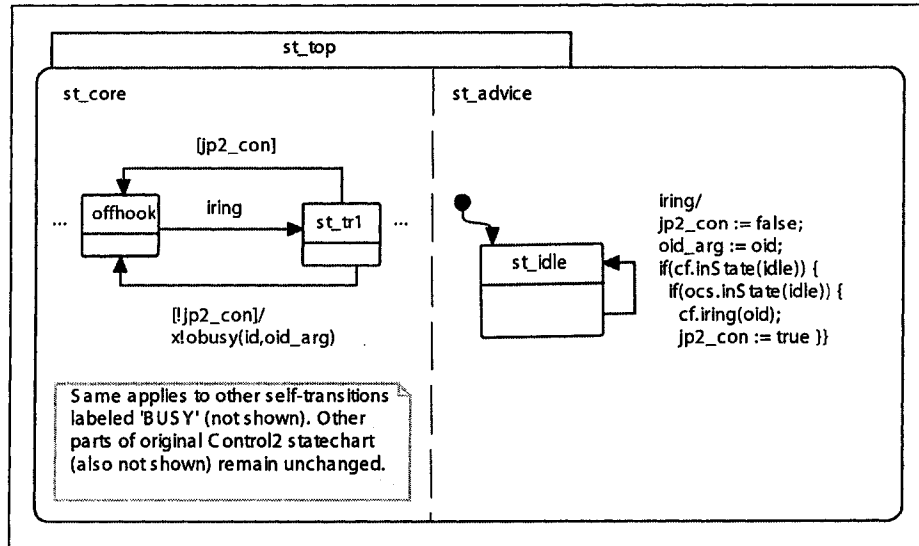 st_top
st_core
[jp2_con]
...
offhook
iring
st_tr1
...
[!jp2_con]/
x!obusy(id,oid_arg)
Same applies to other self-transitions
labeled 'BUSY' (not shown). Other
parts of original Control2 statechart
(also not shown) remain unchanged.
st_advice
st_idle
iring/
jp2_con := false;
oid_arg := oid;
if(cf.inState(idle)) {
if(ocs.inState(idle)) {
cf.iring(oid);
jp2_con := true }}